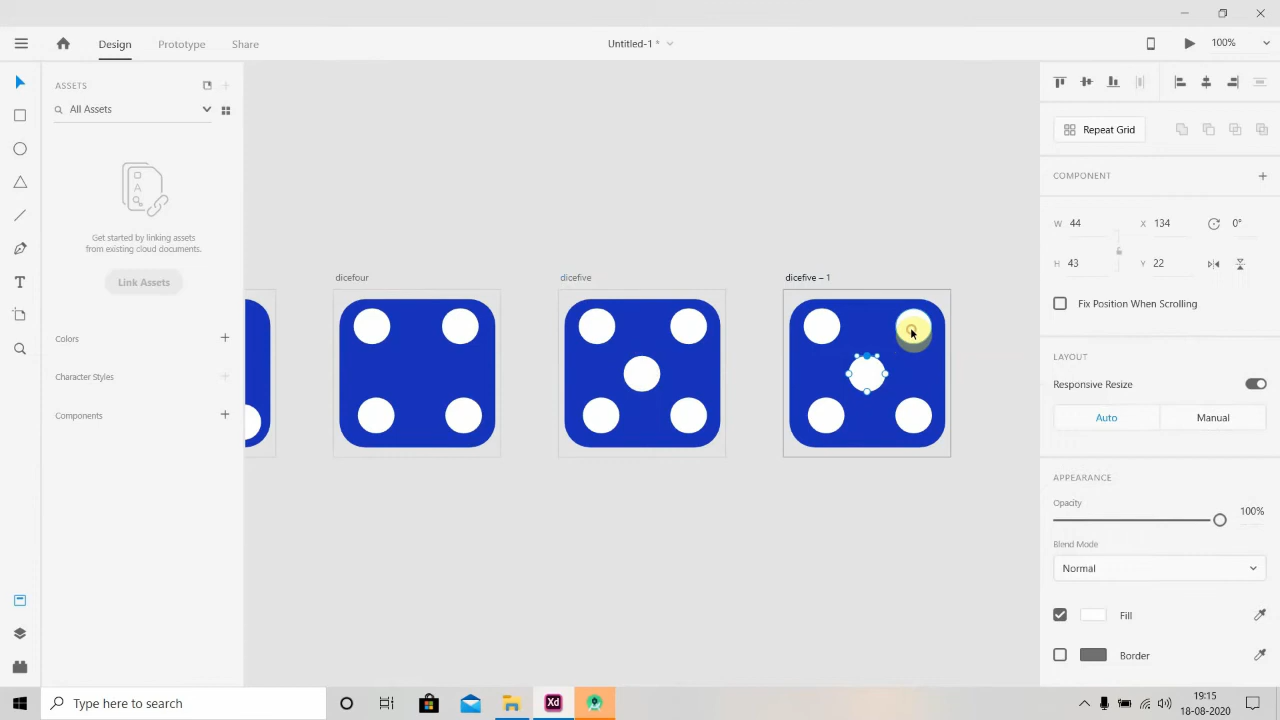 Design
Prototype
Share
Untitled-1 *
100%
ASSETS
All Assets
Get started by linking assets
from existing cloud documents.
Link Assets
Colors
Character Styles
Components
dicefour
dicefive
dicefive – 1
Repeat Grid
COMPONENT
W 44
X 134
0°
H 43
Y 22
Fix Position When Scrolling
LAYOUT
Responsive Resize
Auto
Manual
APPEARANCE
Opacity
100%
Blend Mode
Normal
Fill
Border
Type here to search
Xd
19:15
18-08-2020